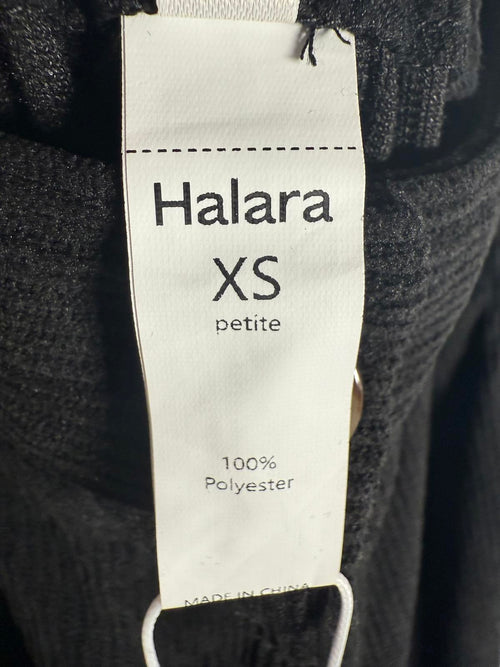 Halara
XS
petite
100%
Polyester
MADE IN CHINA